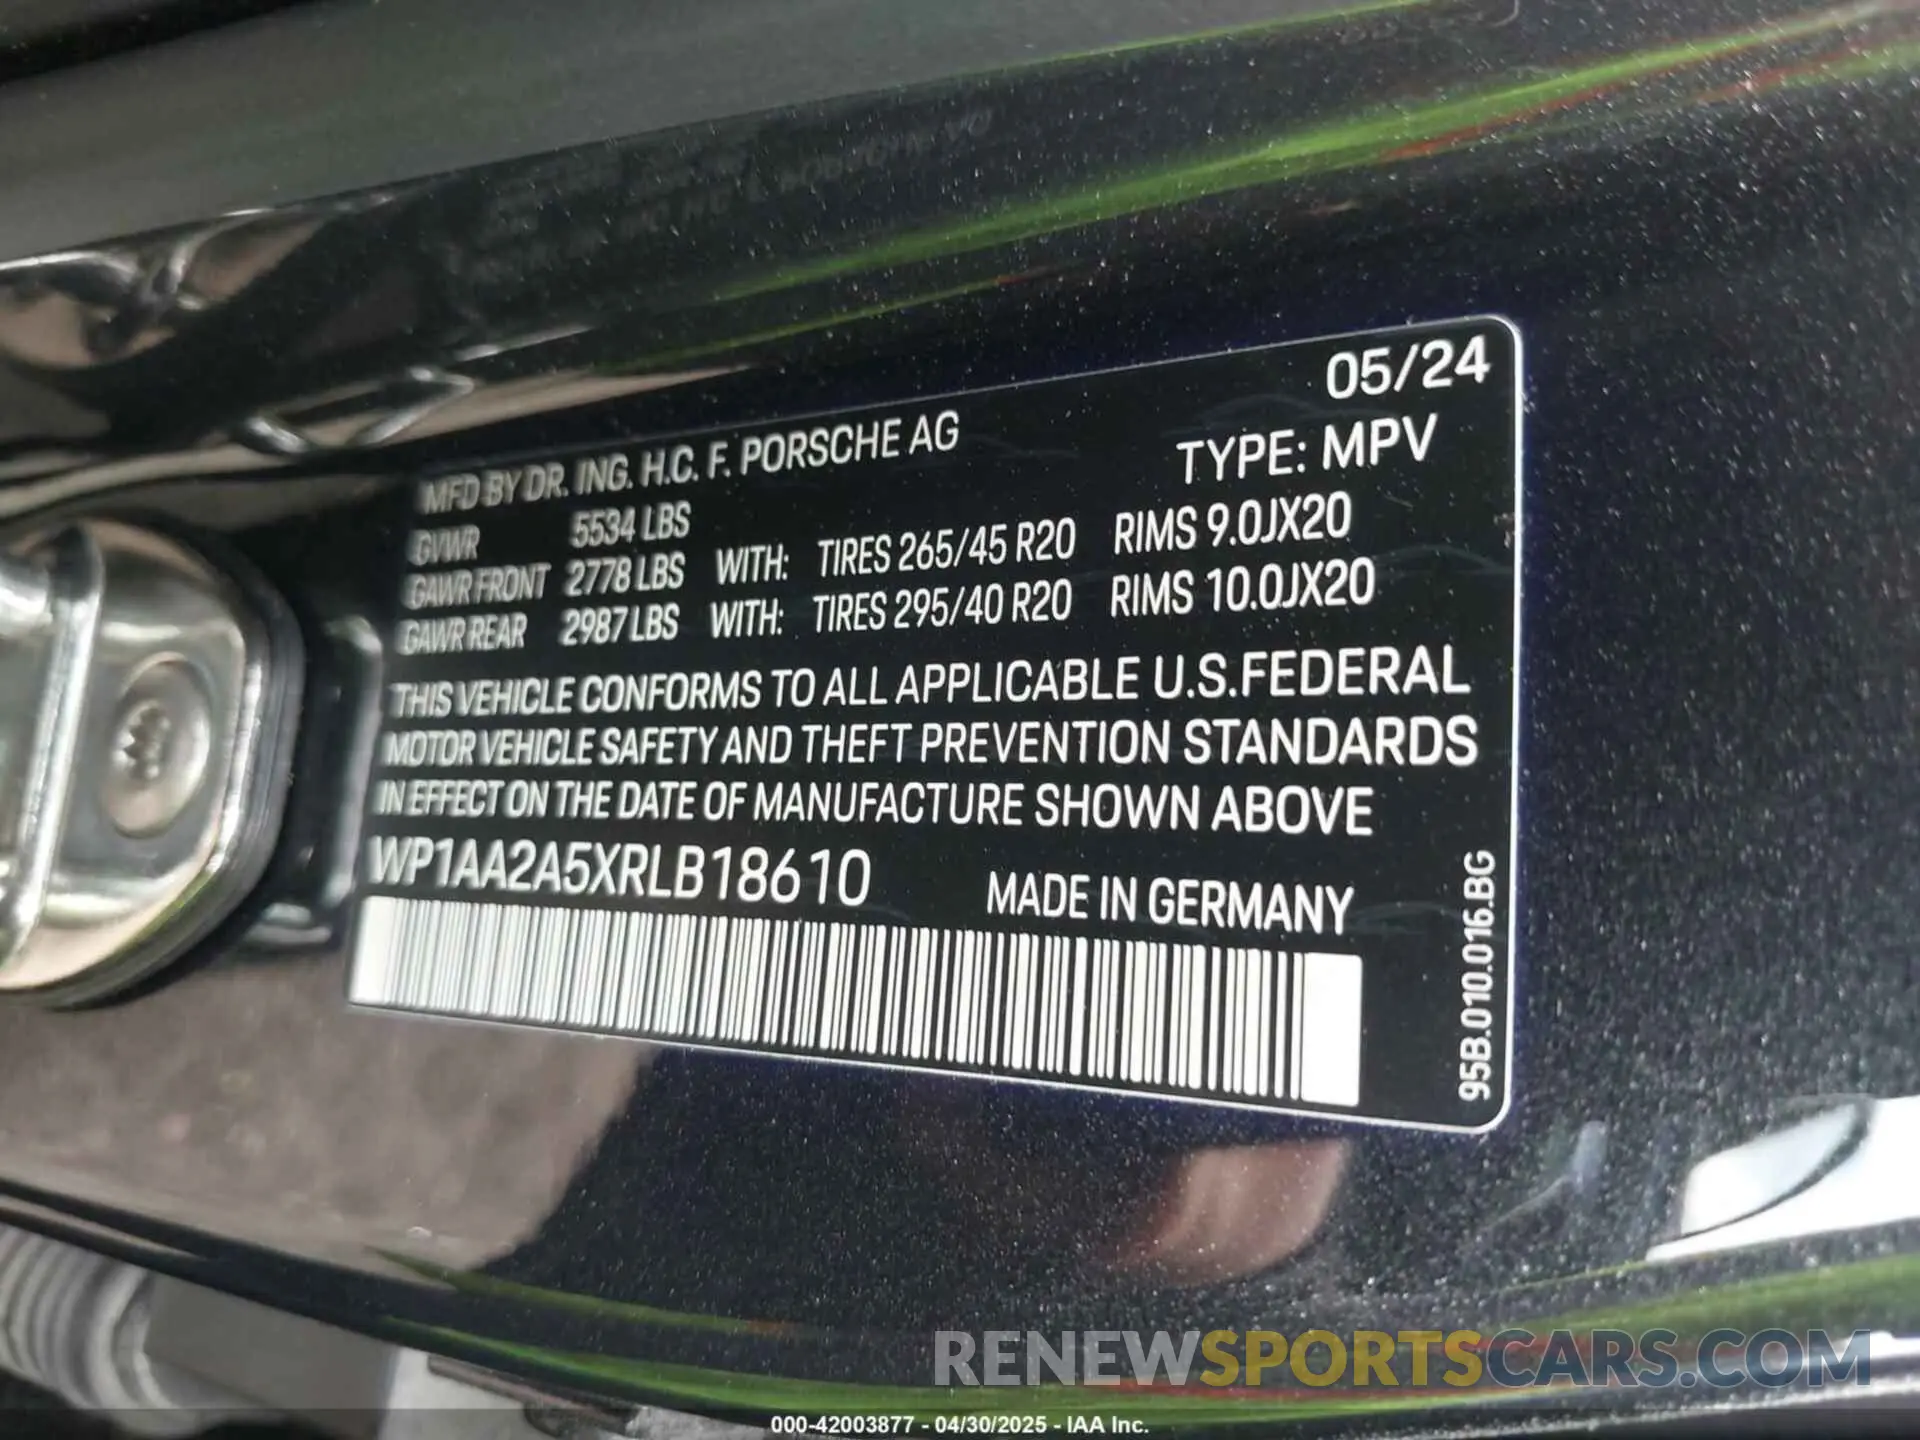 05/24
MFD BY DR. ING. H.C. F. PORSCHE AG TYPE: MPV
GVWR 5534 LBS
GAWR FRONT 2778 LBS WITH: TIRES 265/45 R20 RIMS 9.0JX20
GAWR REAR 2987 LBS WITH: TIRES 295/40 R20 RIMS 10.0JX20
THIS VEHICLE CONFORMS TO ALL APPLICABLE U.S.FEDERAL
MOTOR VEHICLE SAFETY AND THEFT PREVENTION STANDARDS
IN EFFECT ON THE DATE OF MANUFACTURE SHOWN ABOVE
WP1AA2A5XRLB18610 MADE IN GERMANY
95B.010.016.BG
RENEWSPORTSCARS.COM
000-42003877 - 04/30/2025 - IAA Inc.